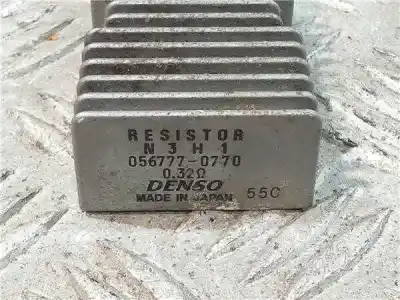 RESISTOR
N3H1
056777-0770
0.32Ω
DENSO
MADE IN JAPAN 55C